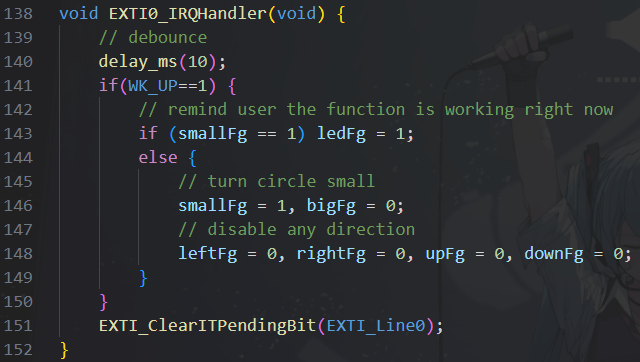 138 void EXTI0_IRQHandler(void) {
139     // debounce
140     delay_ms(10);
141     if(WK_UP==1) {
142         // remind user the function is working right now
143         if (smallFg == 1) ledFg = 1;
144         else {
145             // turn circle small
146             smallFg = 1, bigFg = 0;
147             // disable any direction
148             leftFg = 0, rightFg = 0, upFg = 0, downFg = 0;
149         }
150     }
151     EXTI_ClearITPendingBit(EXTI_Line0);
152 }